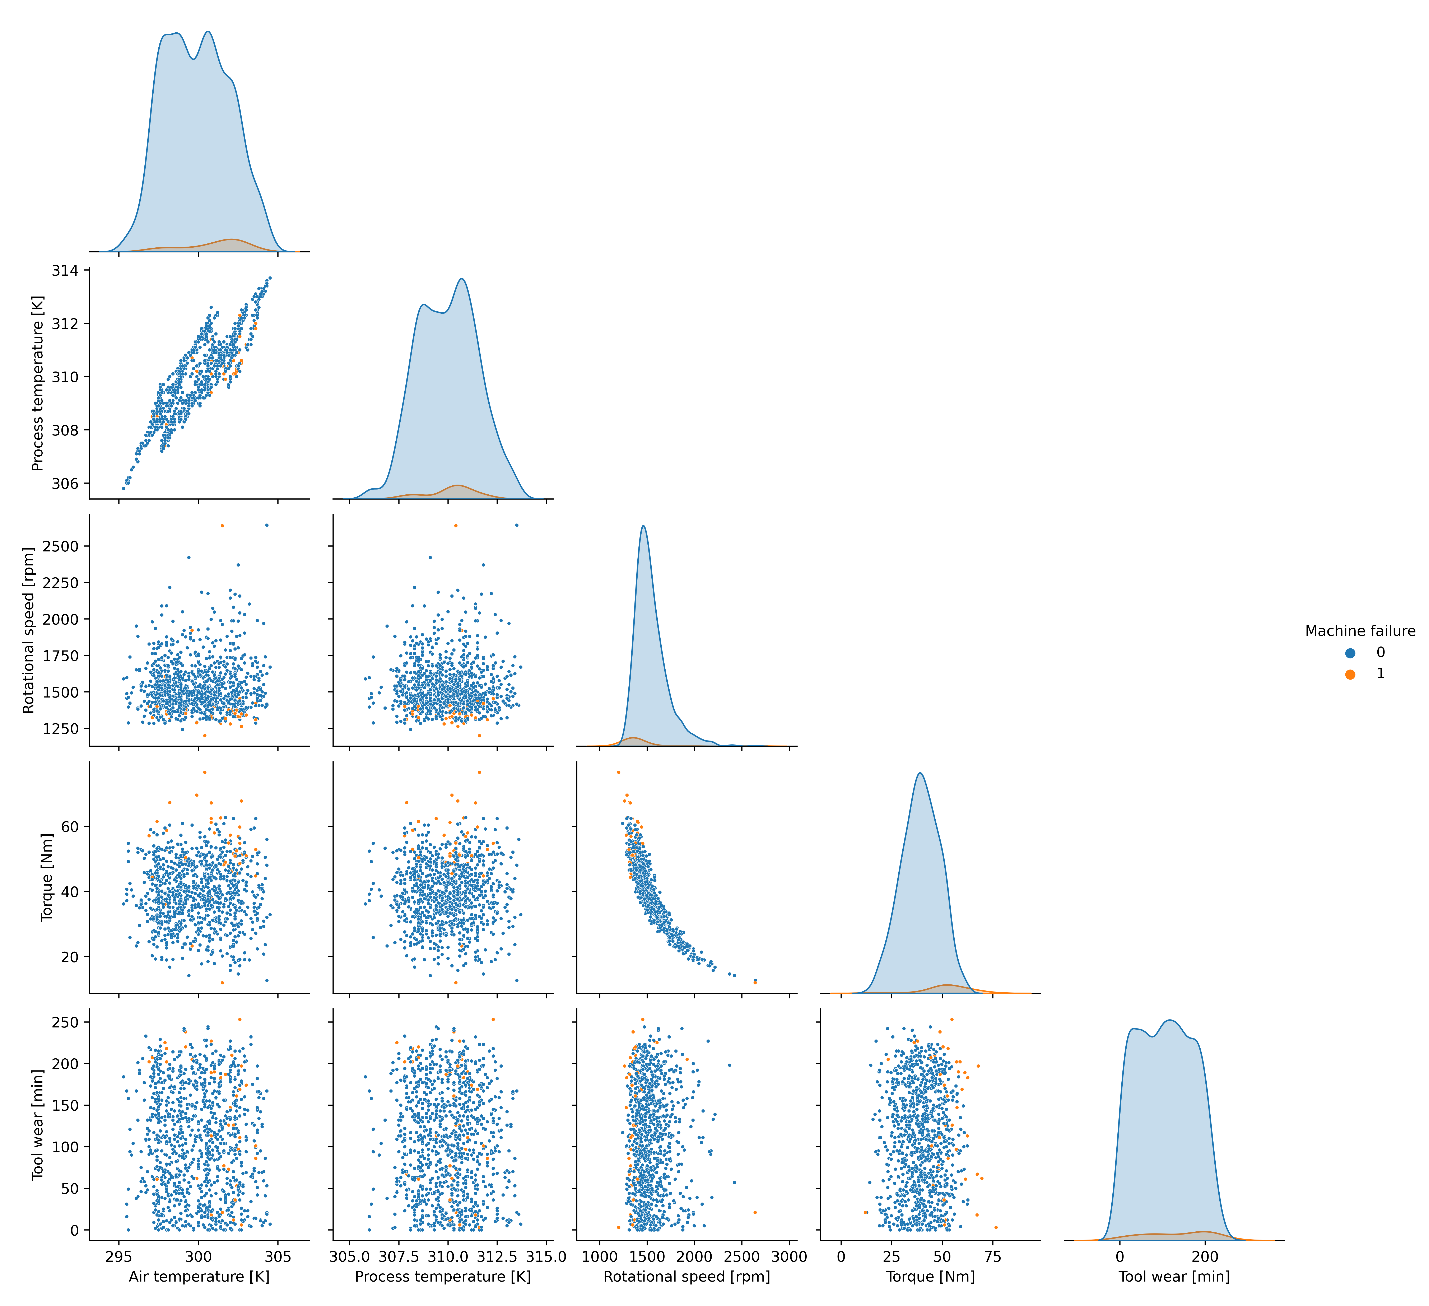 314
312
310
308
306
Process temperature [K]
2500
2250
2000
1750
1500
1250
Rotational speed [rpm]
Machine failure
0
1
60
40
20
Torque [Nm]
250
200
150
100
50
0
Tool wear [min]
295 300 305
305.0 307.5 310.0 312.5 315.0
1000 1500 2000 2500 3000
0 25 50 75
0 200
Air temperature [K]
Process temperature [K]
Rotational speed [rpm]
Torque [Nm]
Tool wear [min]